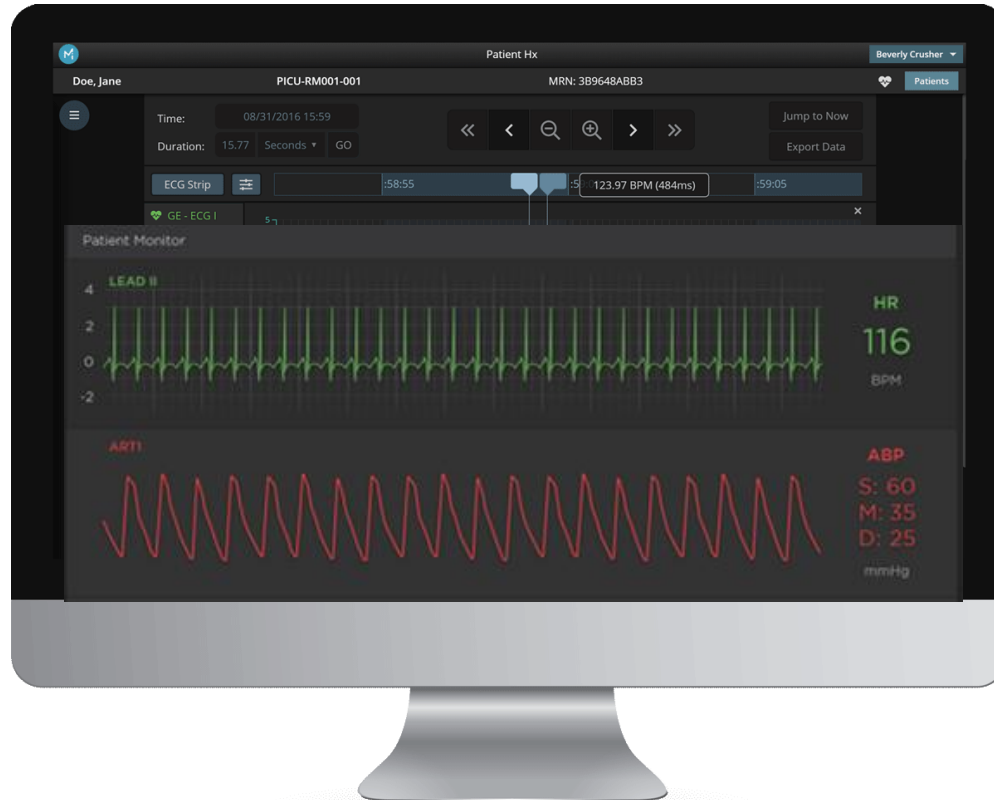 Patient Hx
Beverly Crusher
Doe, Jane
PICU-RM001-001
MRN: 3B9648ABB3
Patients
Time:
08/31/2016 15:59
Jump to Now
Duration:
15.77
Seconds
GO
Export Data
ECG Strip
:58:55
123.97 BPM (484ms)
:59:05
GE - ECG I
5
Patient Monitor
LEAD II
4
2
0
-2
HR
116
BPM
ART1
ABP
S: 60
M: 35
D: 25
mmHg